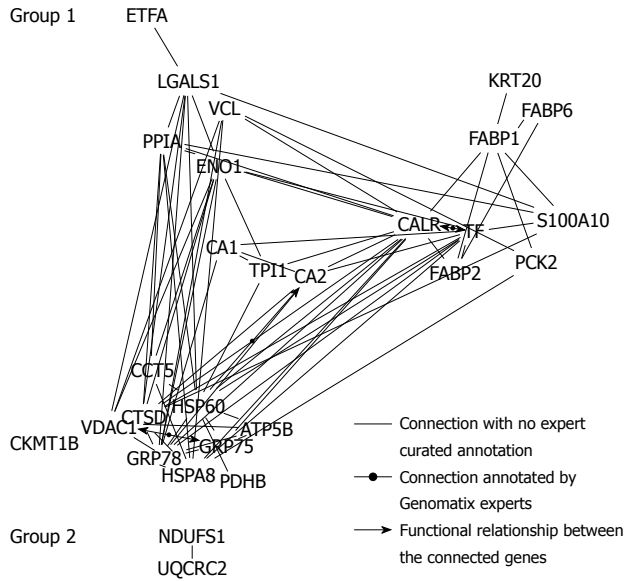 Group 1
ETFA
LGALS1
KRT20
VCL
FABP6
PPIA
FABP1
ENO1
CALR
TF
S100A10
CA1
TPI1
CA2
FABP2
PCK2
CCT5
HSP60
CTSD
VDAC1
ATP5B
CKMT1B
GRP75
GRP78
HSPA8
PDHB
Connection with no expert
curated annotation
Connection annotated by
Genomatix experts
Functional relationship between
the connected genes
Group 2
NDUFS1
UQCRC2